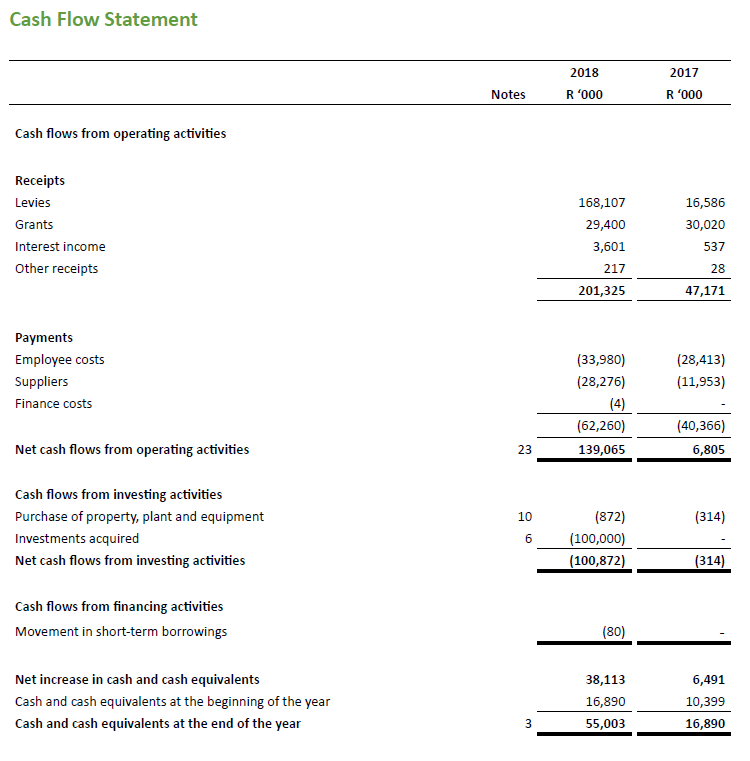 Cash Flow Statement
2018 2017
Notes R ‘000 R ‘000
Cash flows from operating activities
Receipts
Levies 168,107 16,586
Grants 29,400 30,020
Interest income 3,601 537
Other receipts 217 28
201,325 47,171
Payments
Employee costs (33,980) (28,413)
Suppliers (28,276) (11,953)
Finance costs (4) -
(62,260) (40,366)
Net cash flows from operating activities 23 139,065 6,805
Cash flows from investing activities
Purchase of property, plant and equipment 10 (872) (314)
Investments acquired 6 (100,000) -
Net cash flows from investing activities (100,872) (314)
Cash flows from financing activities
Movement in short-term borrowings (80) -
Net increase in cash and cash equivalents 38,113 6,491
Cash and cash equivalents at the beginning of the year 16,890 10,399
Cash and cash equivalents at the end of the year 3 55,003 16,890